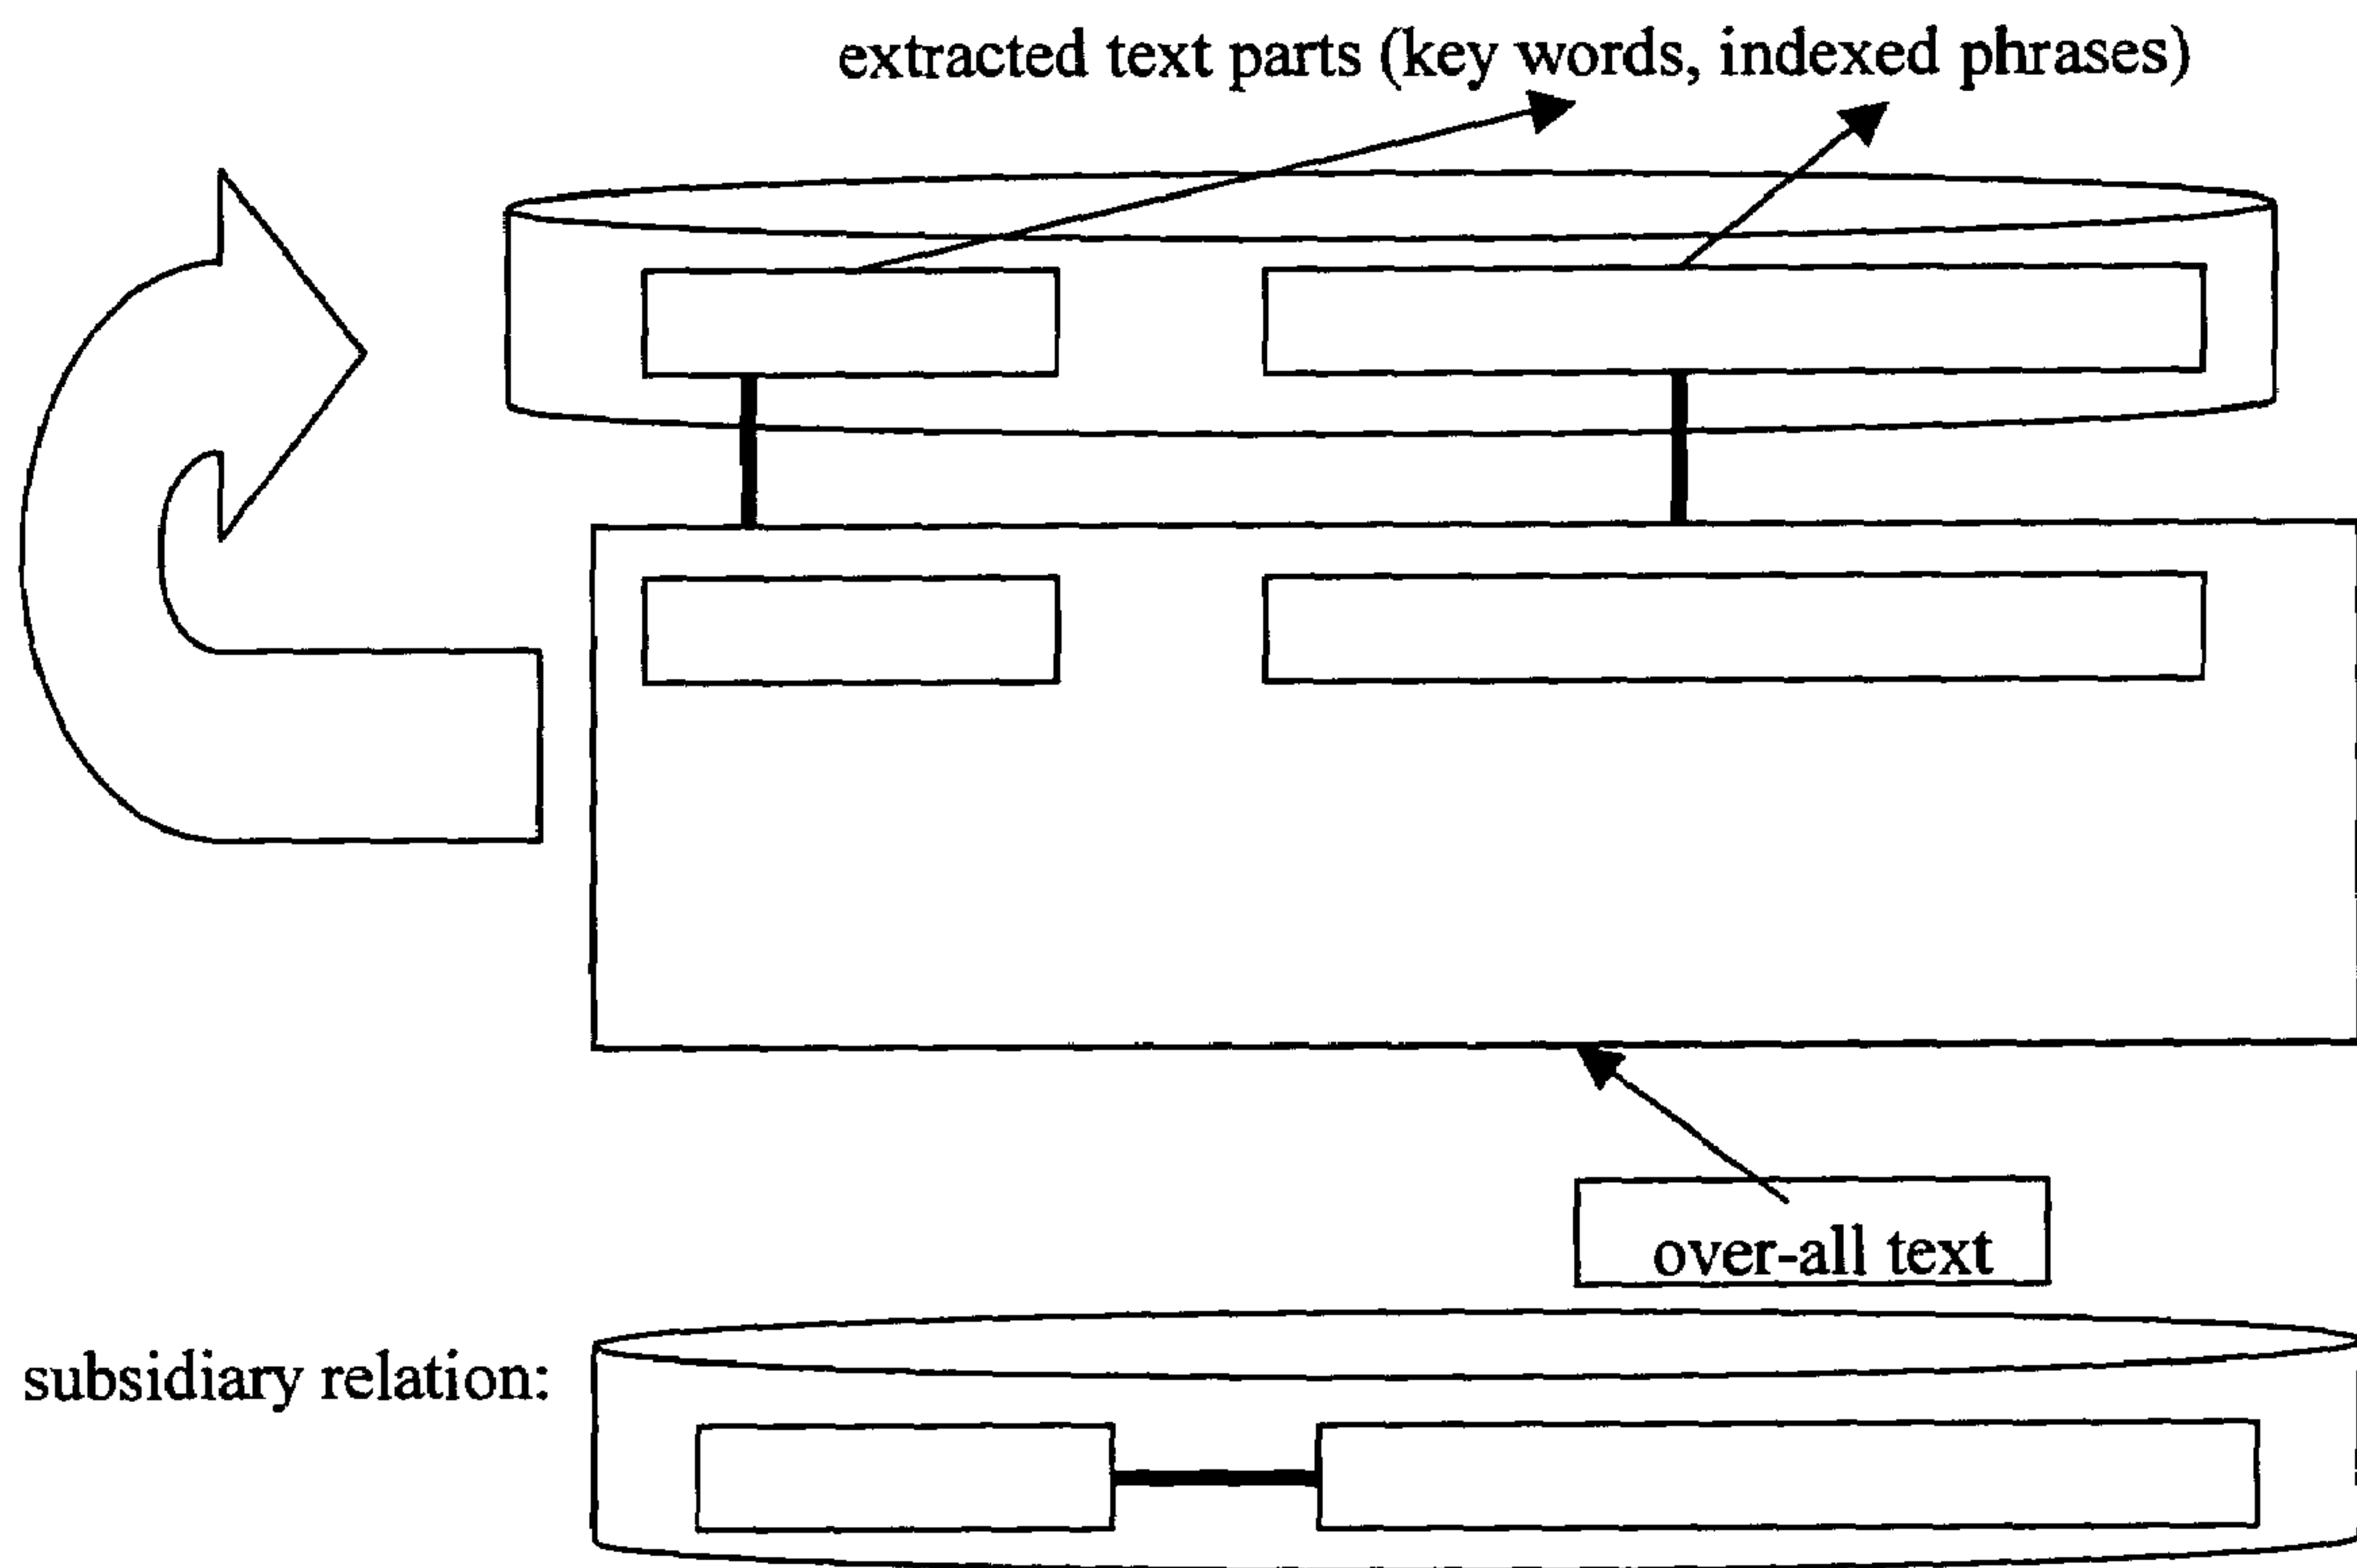 extracted text parts (key words, indexed phrases)
over-all text
subsidiary relation: